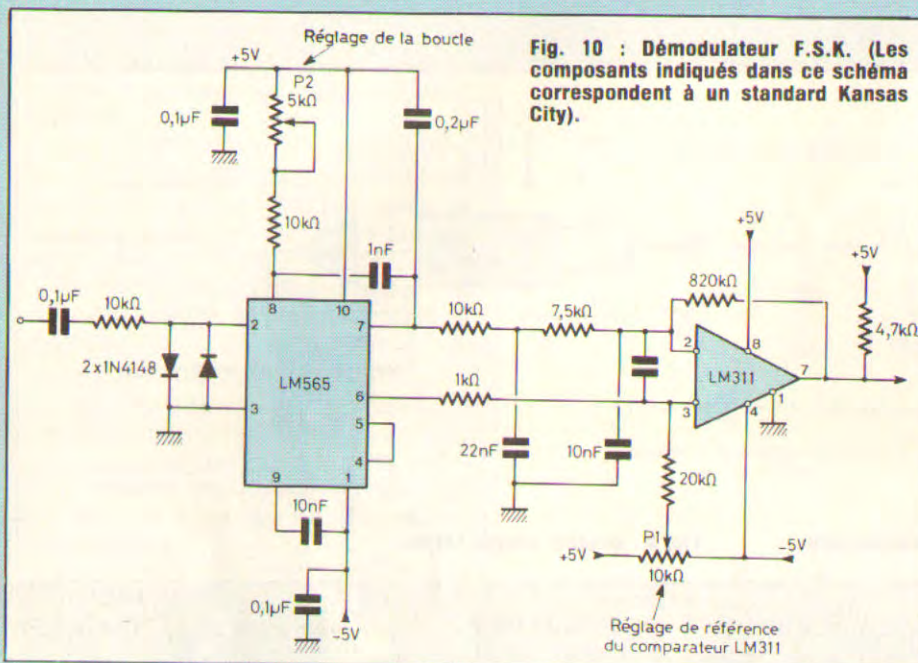 Réglage de la boucle
Fig. 10 : Démodulateur F.S.K. (Les
composants indiqués dans ce schéma
correspondent à un standard Kansas
City).
+5V
P2
5kΩ
0,1µF
0,2µF
10kΩ
1nF
+5V
+5V
820kΩ
4,7kΩ
0,1µF
10kΩ
8
10
2
7
10kΩ
7,5kΩ
2
8
2x1N4148
LM565
LM311
7
3
6
1kΩ
3
4
1
5
4
22nF
10nF
20kΩ
9
1
10nF
P1
+5V
-5V
10kΩ
0,1µF
-5V
Réglage de référence
du comparateur LM311